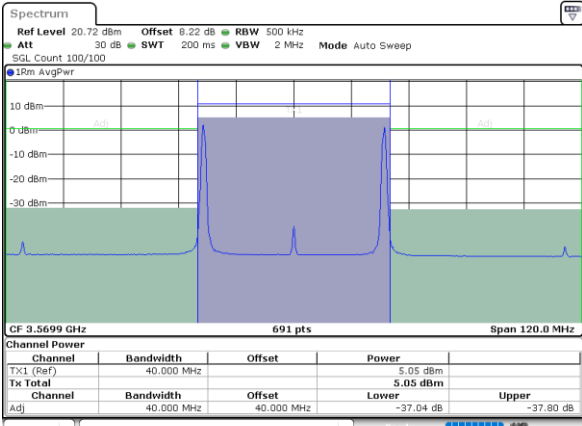 Spectrum
Ref Level 20.72 dBm Offset 8.22 dB RBW 500 kHz
Att 30 dB SWT 200 ms VBW 2 MHz Mode Auto Sweep
SGL Count 100/100
1Rm AvgPwr
10 dBm
Adj TX1 Adj
0 dBm
-10 dBm
-20 dBm
-30 dBm
CF 3.5699 GHz 691 pts Span 120.0 MHz
Channel Power
Channel Bandwidth Offset Power
TX1 (Ref) 40.000 MHz 5.05 dBm
Tx Total 5.05 dBm
Channel Bandwidth Offset Lower Upper
Adj 40.000 MHz 40.000 MHz -37.04 dB -37.80 dB